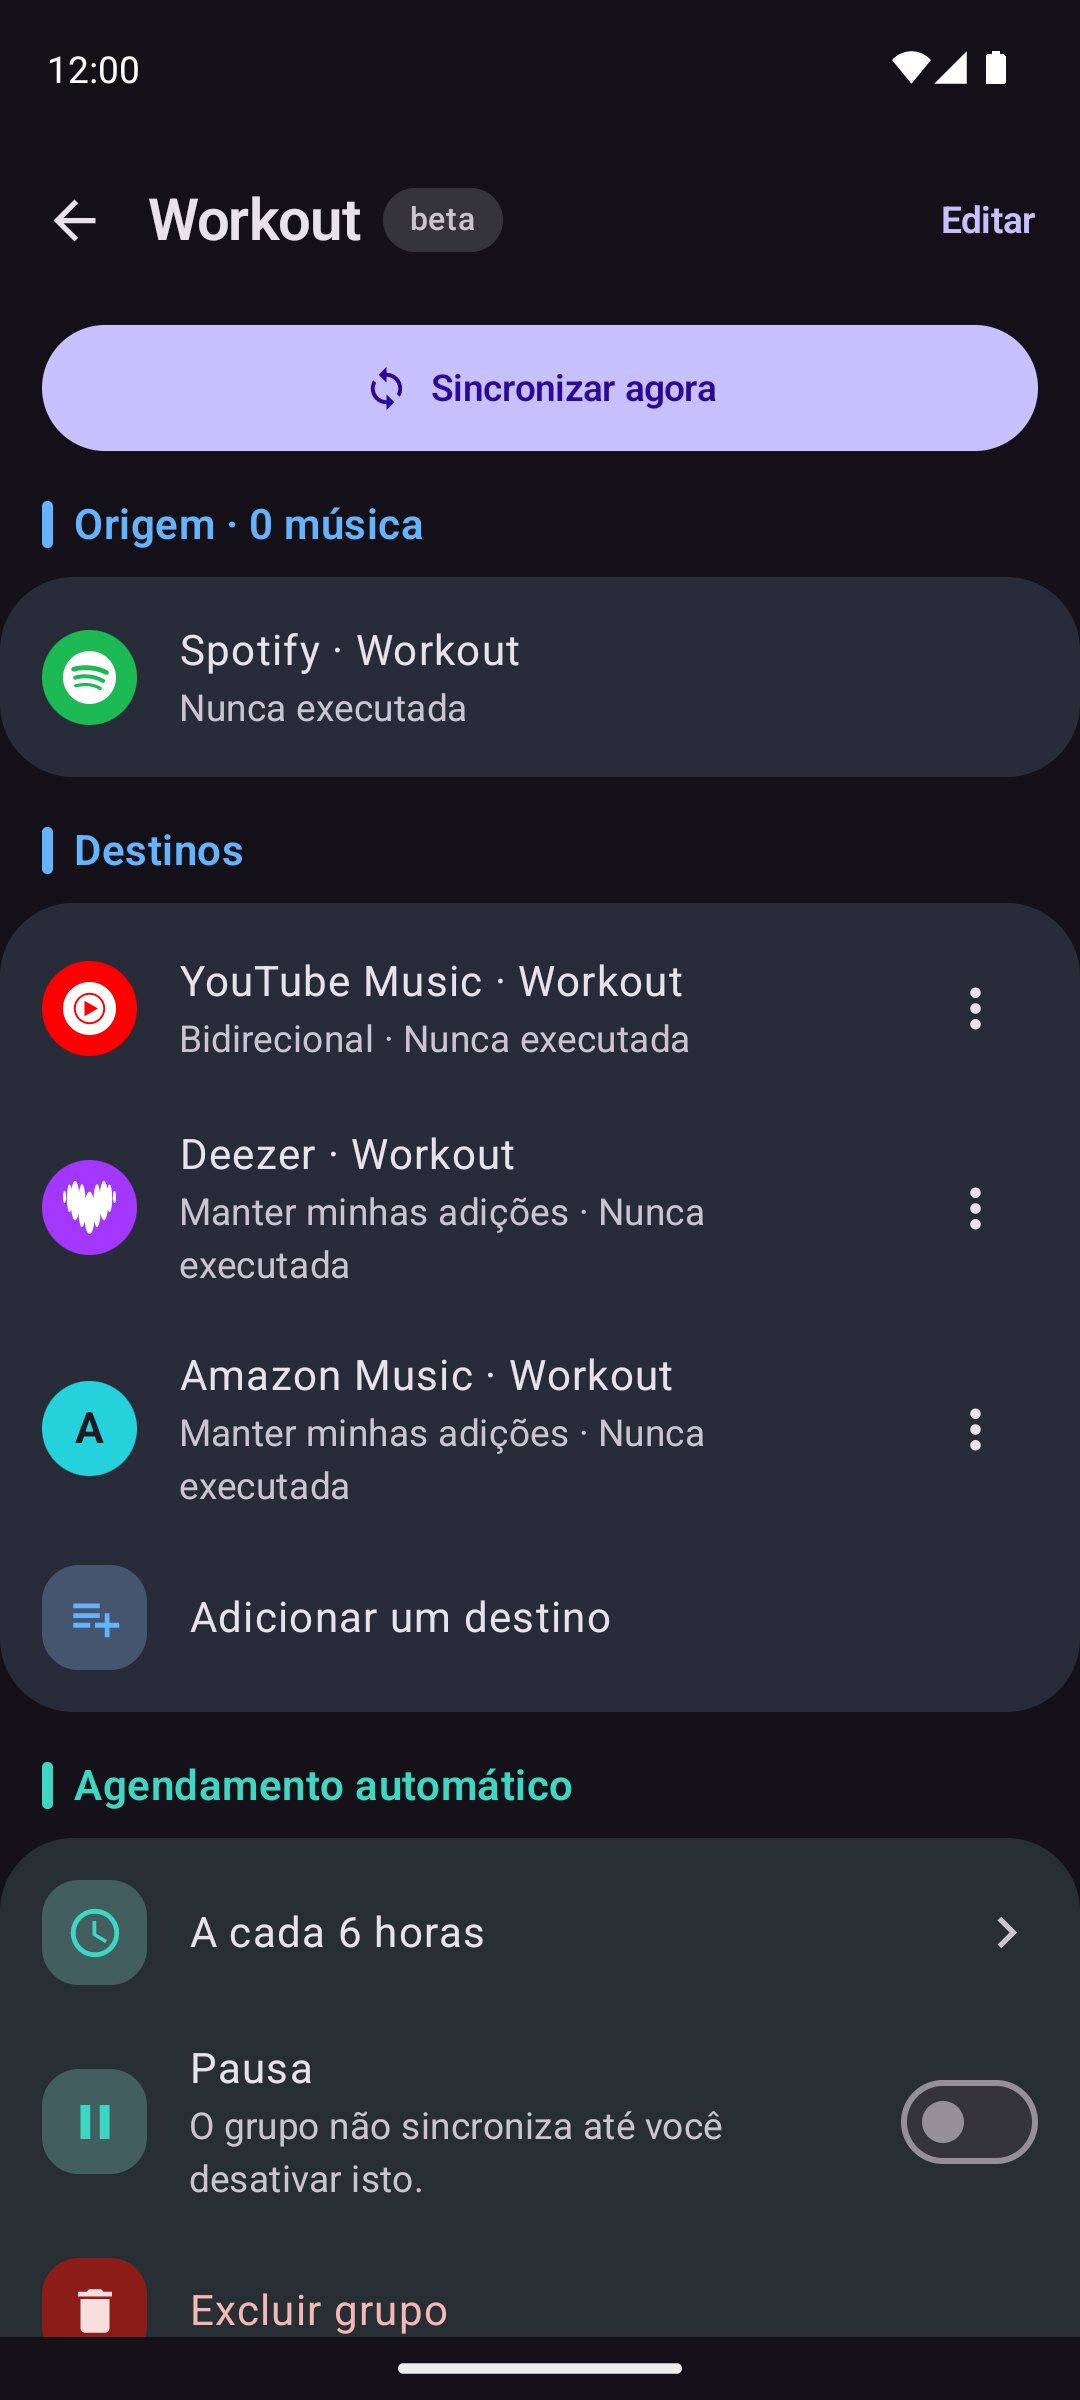 12:00
Workout
beta
Editar
Sincronizar agora
Origem · 0 música
Spotify · Workout
Nunca executada
Destinos
YouTube Music · Workout
Bidirecional · Nunca executada
Deezer · Workout
Manter minhas adições · Nunca
executada
A
Amazon Music · Workout
Manter minhas adições · Nunca
executada
Adicionar um destino
Agendamento automático
A cada 6 horas
Pausa
O grupo não sincroniza até você
desativar isto.
Excluir grupo